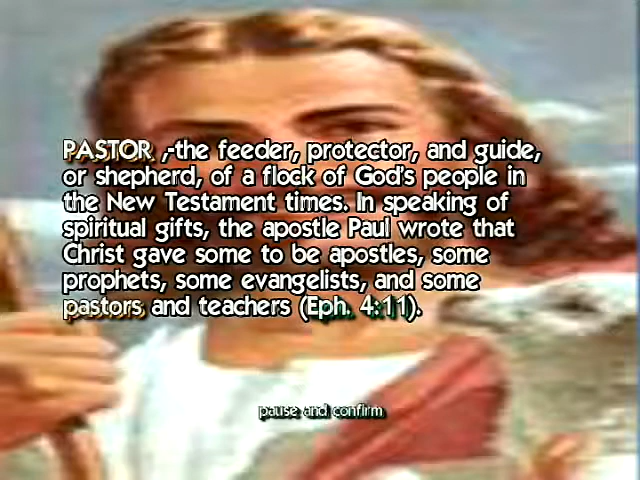 PASTOR ,-the feeder, protector, and guide,
or shepherd, of a flock of God's people in
the New Testament times. In speaking of
spiritual gifts, the apostle Paul wrote that
Christ gave some to be apostles, some
prophets, some evangelists, and some
pastors and teachers (Eph. 4:11).
pause and confirm